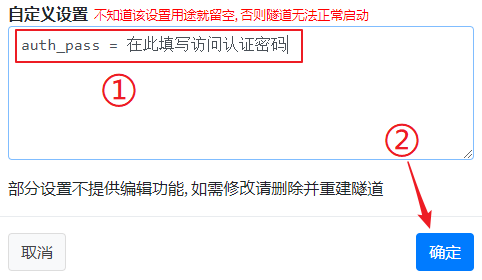 自定义设置 不知道该设置用途就留空, 否则隧道无法正常启动
auth_pass = 在此填写访问认证密码
①
②
部分设置不提供编辑功能, 如需修改请删除并重建隧道
取消 确定